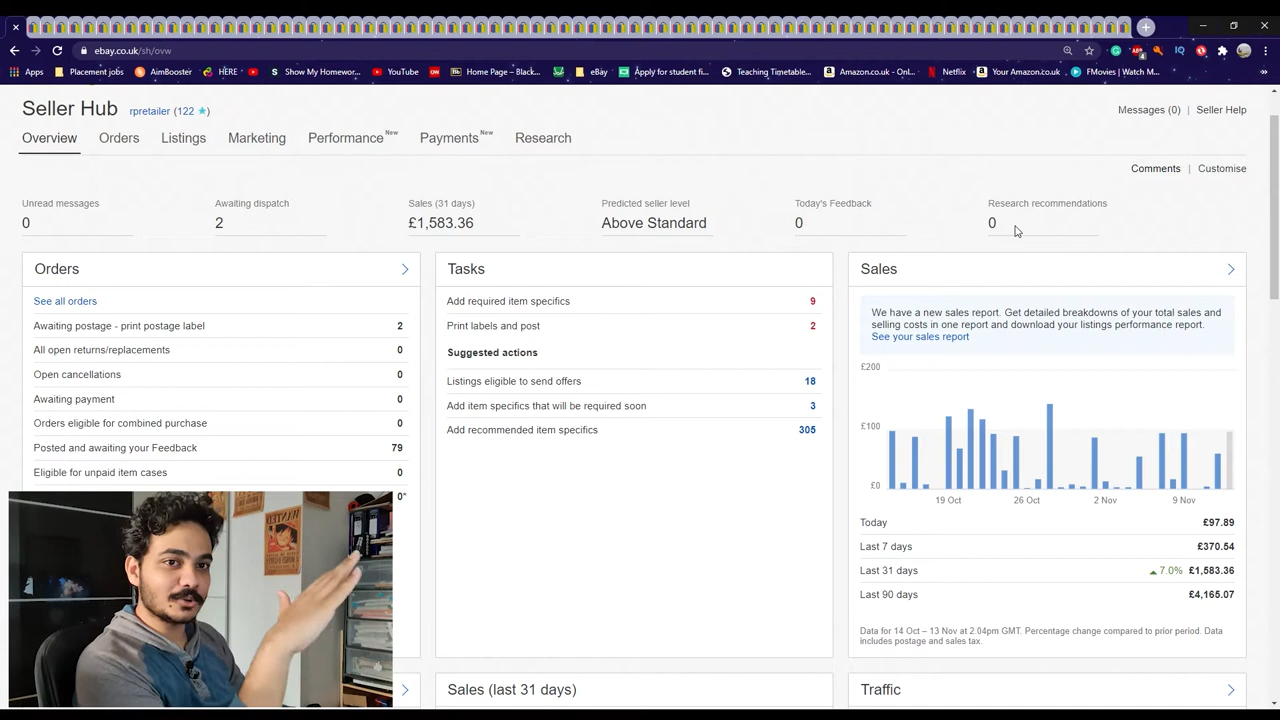 ebay.co.uk/sh/ovw
Apps Placement jobs AimBooster HERE Show My Homewor... YouTube Home Page – Black... eBay Apply for student fi... Teaching Timetable... Amazon.co.uk - Onl... Netflix Your Amazon.co.uk FMovies | Watch M...
Seller Hub rpretailer (122 ★) Messages (0) | Seller Help
Overview Orders Listings Marketing Performance New Payments New Research
Comments | Customise
Unread messages Awaiting dispatch Sales (31 days) Predicted seller level Today's Feedback Research recommendations
0 2 £1,583.36 Above Standard 0 0
Orders
See all orders
Awaiting postage - print postage label 2
All open returns/replacements 0
Open cancellations 0
Awaiting payment 0
Orders eligible for combined purchase 0
Posted and awaiting your Feedback 79
Eligible for unpaid item cases 0
0*
Tasks
Add required item specifics 9
Print labels and post 2
Suggested actions
Listings eligible to send offers 18
Add item specifics that will be required soon 3
Add recommended item specifics 305
Sales
We have a new sales report. Get detailed breakdowns of your total sales and
selling costs in one report and download your listings performance report.
See your sales report
£200
£100
£0
19 Oct 26 Oct 2 Nov 9 Nov
Today £97.89
Last 7 days £370.54
Last 31 days 7.0% £1,583.36
Last 90 days £4,165.07
Data for 14 Oct – 13 Nov at 2.04pm GMT. Percentage change compared to prior period. Data
includes postage and sales tax.
WANTED
Sales (last 31 days)
Traffic